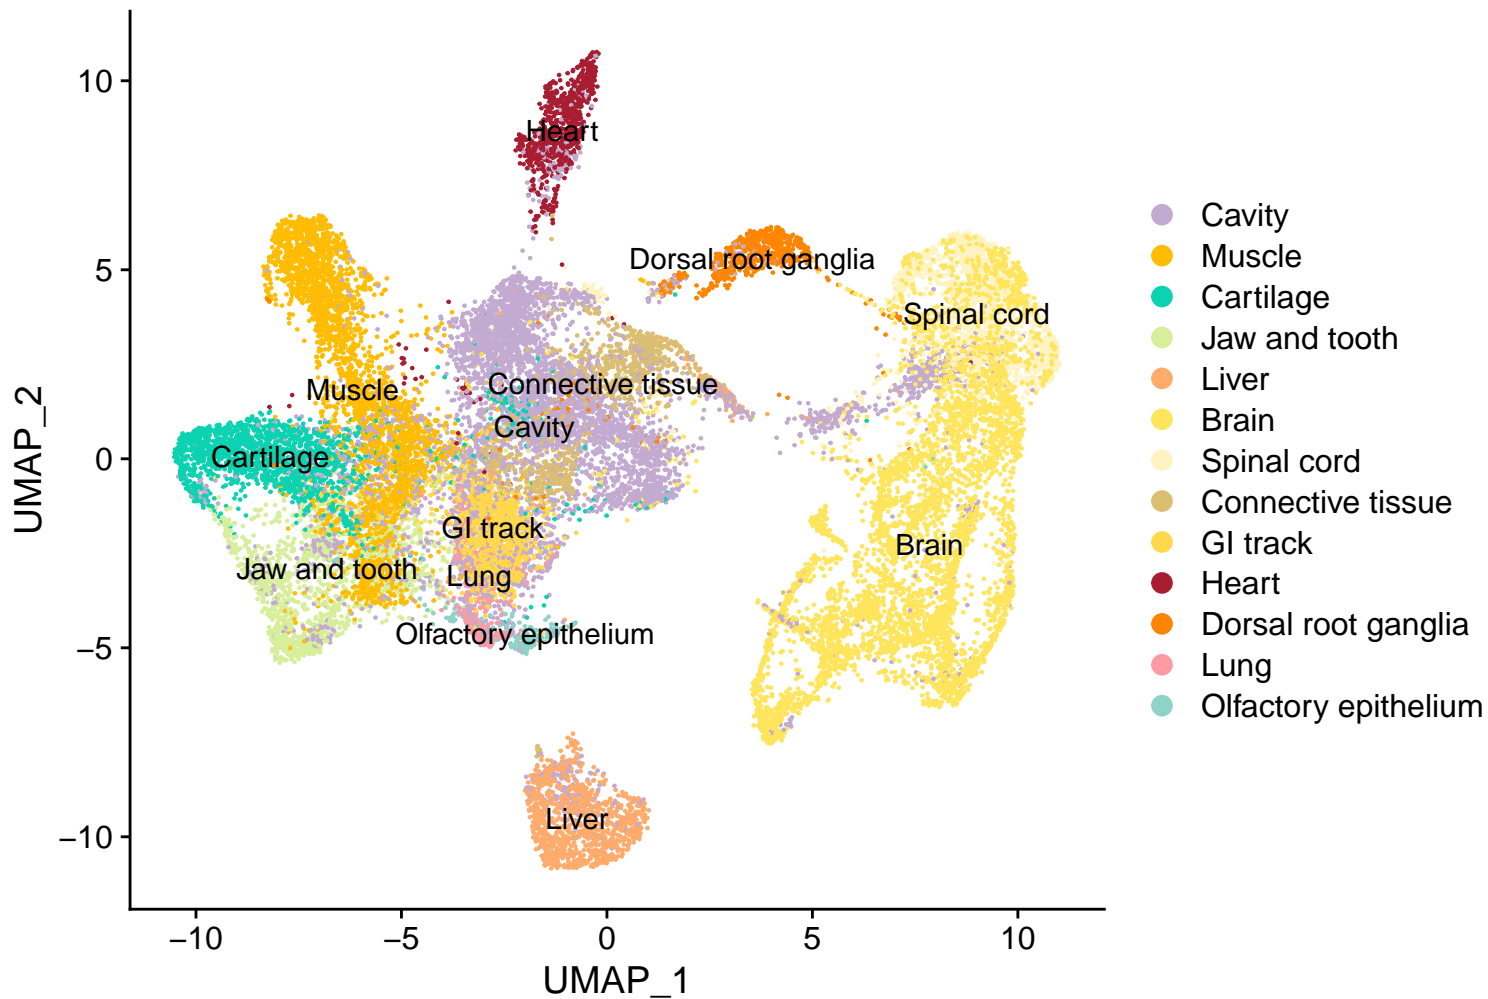 10
5
0
−5
−10
UMAP_2
Heart
Dorsal root ganglia
Spinal cord
Muscle
Connective tissue
Cavity
Cartilage
GI track
Brain
Jaw and tooth
Lung
Olfactory epithelium
Liver
−10
−5
0
5
10
UMAP_1
Cavity
Muscle
Cartilage
Jaw and tooth
Liver
Brain
Spinal cord
Connective tissue
GI track
Heart
Dorsal root ganglia
Lung
Olfactory epithelium